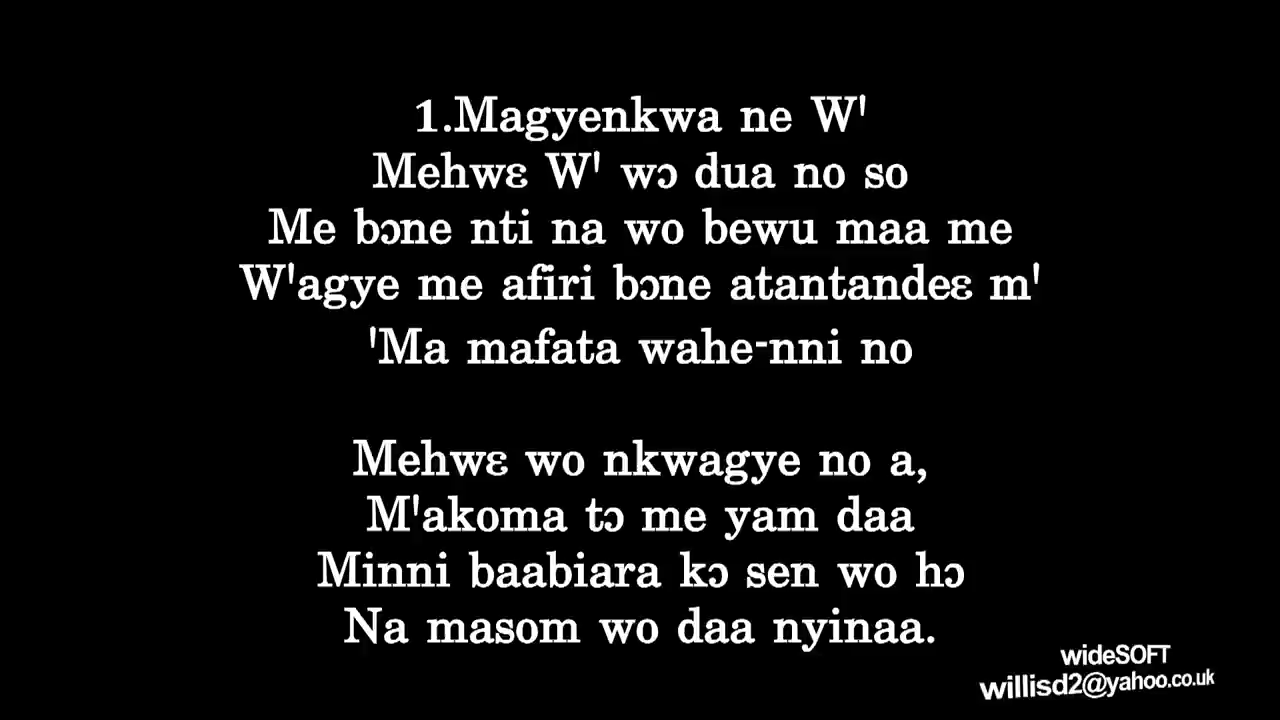 1.Magyenkwa ne W'
Mehwɛ W' wɔ dua no so
Me bɔne nti na wo bewu maa me
W'agye me afiri bɔne atantandeɛ m'
'Ma mafata wahe-nni no
Mehwɛ wo nkwagye no a,
M'akoma tɔ me yam daa
Minni baabiara kɔ sen wo hɔ
Na masom wo daa nyinaa.
wideSOFT
willisd2@yahoo.co.uk